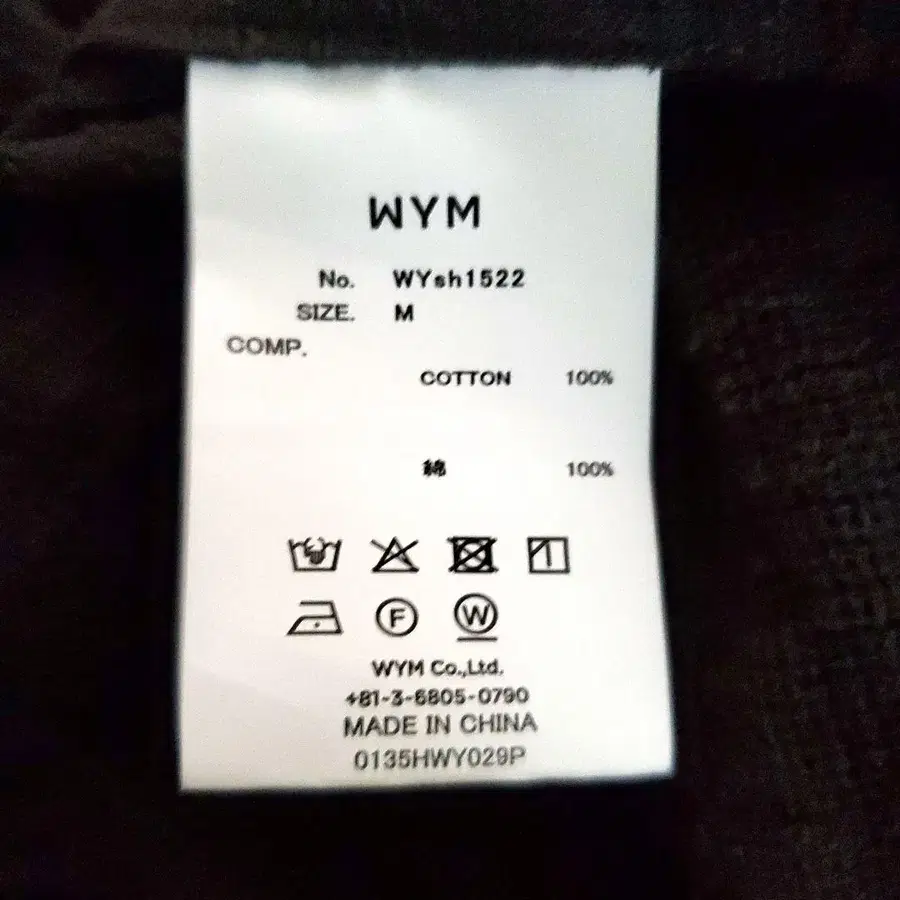 WYM
No. WYsh1522
SIZE. M
COMP.
COTTON 100%
綿 100%
F W
WYM Co.,Ltd.
+81-3-6805-0790
MADE IN CHINA
0135HWY029P